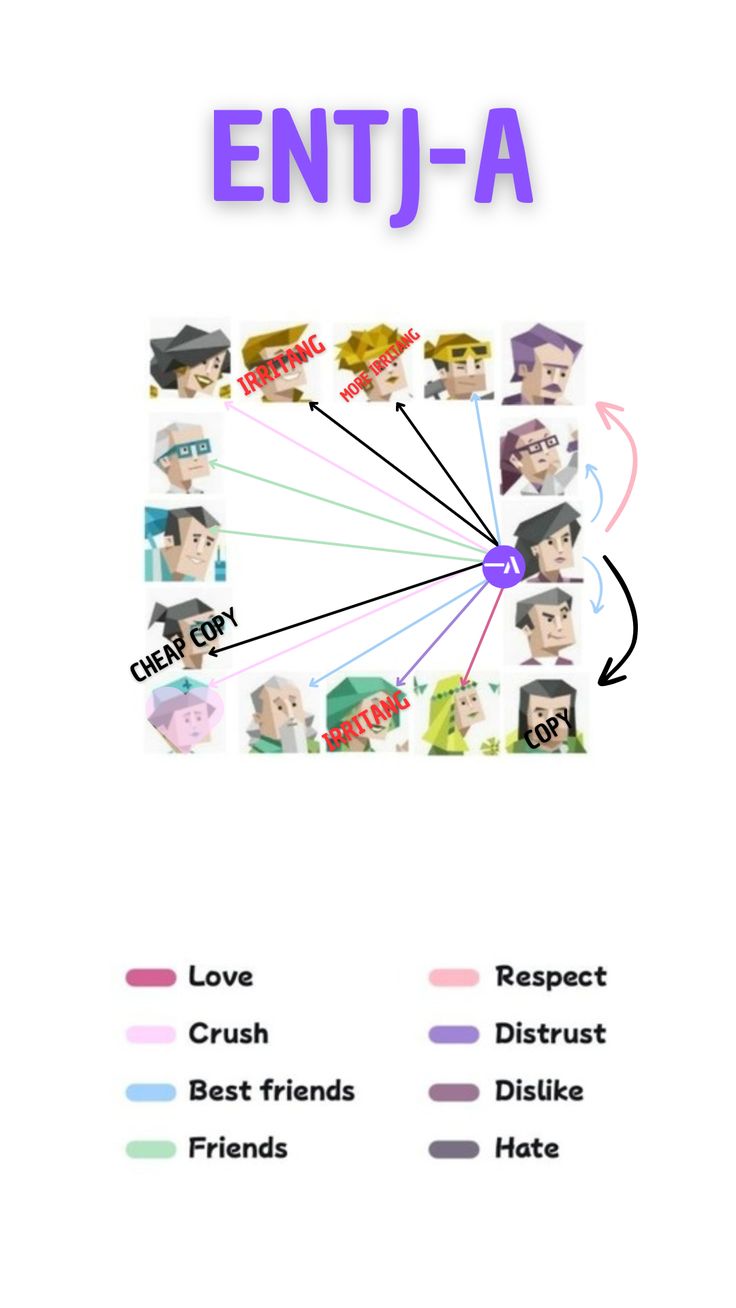 ENTJ-A
IRRITANG
MORE IRRITANG
-A
CHEAP COPY
IRRITANG
COPY
Love
Respect
Crush
Distrust
Best friends
Dislike
Friends
Hate